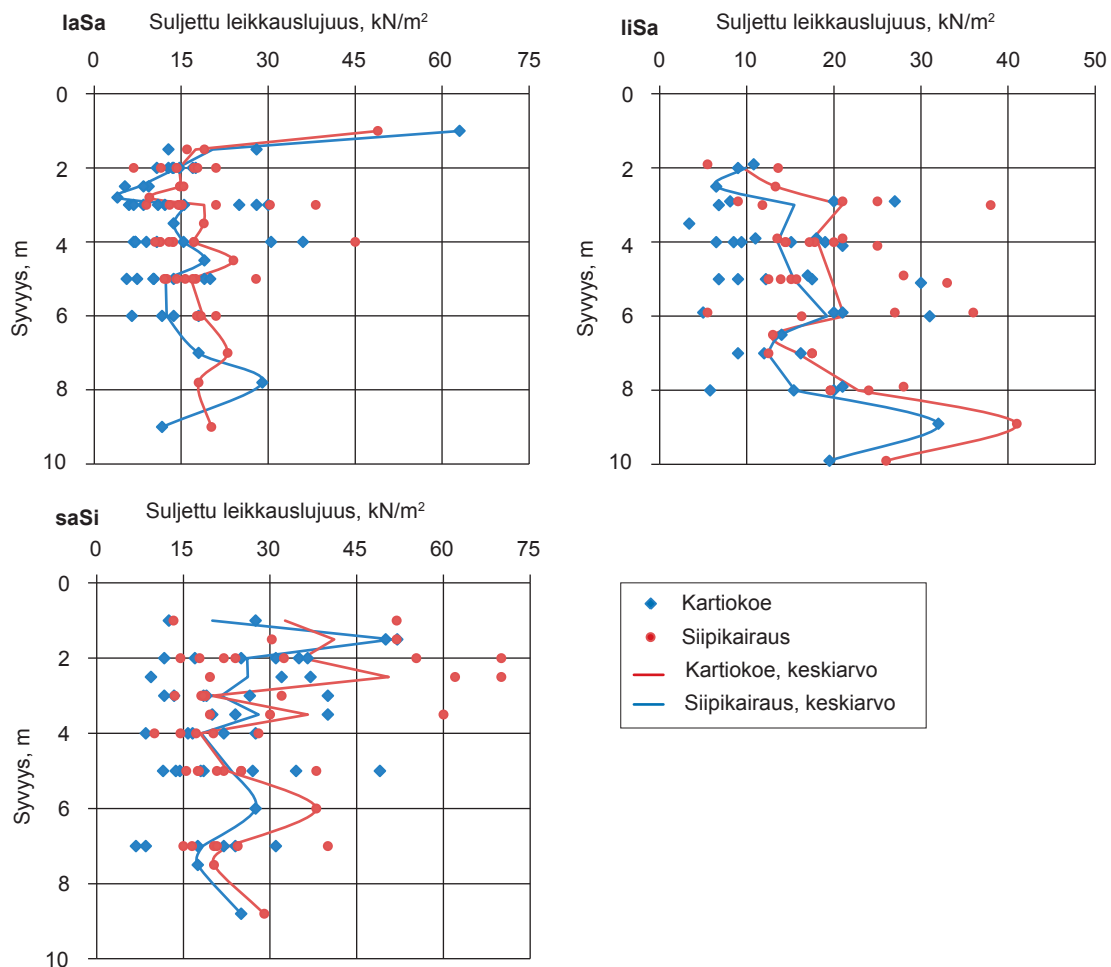 laSa
Suljettu leikkauslujuus, kN/m²
0 15 30 45 60 75
0
2
4
6
8
10
Syvyys, m
liSa
Suljettu leikkauslujuus, kN/m²
0 10 20 30 40 50
0
2
4
6
8
10
Syvyys, m
saSi
Suljettu leikkauslujuus, kN/m²
0 15 30 45 60 75
0
2
4
6
8
10
Syvyys, m
Kartiokoe
Siipikairaus
Kartiokoe, keskiarvo
Siipikairaus, keskiarvo